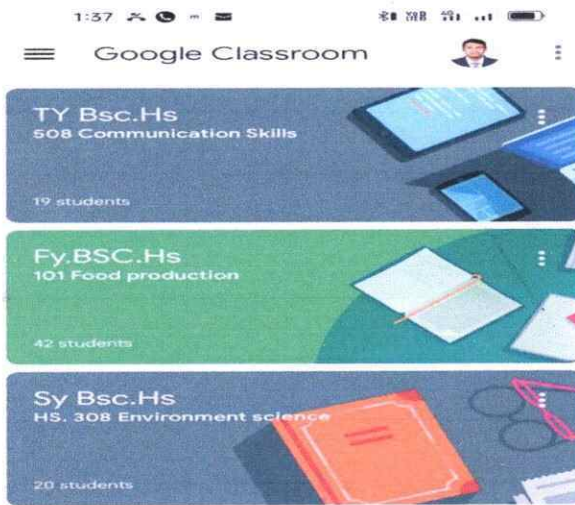 1:37
Google Classroom
TY Bsc.Hs
508 Communication Skills
19 students
Fy.BSC.Hs
101 Food production
42 students
Sy Bsc.Hs
HS. 308 Environment science
20 students